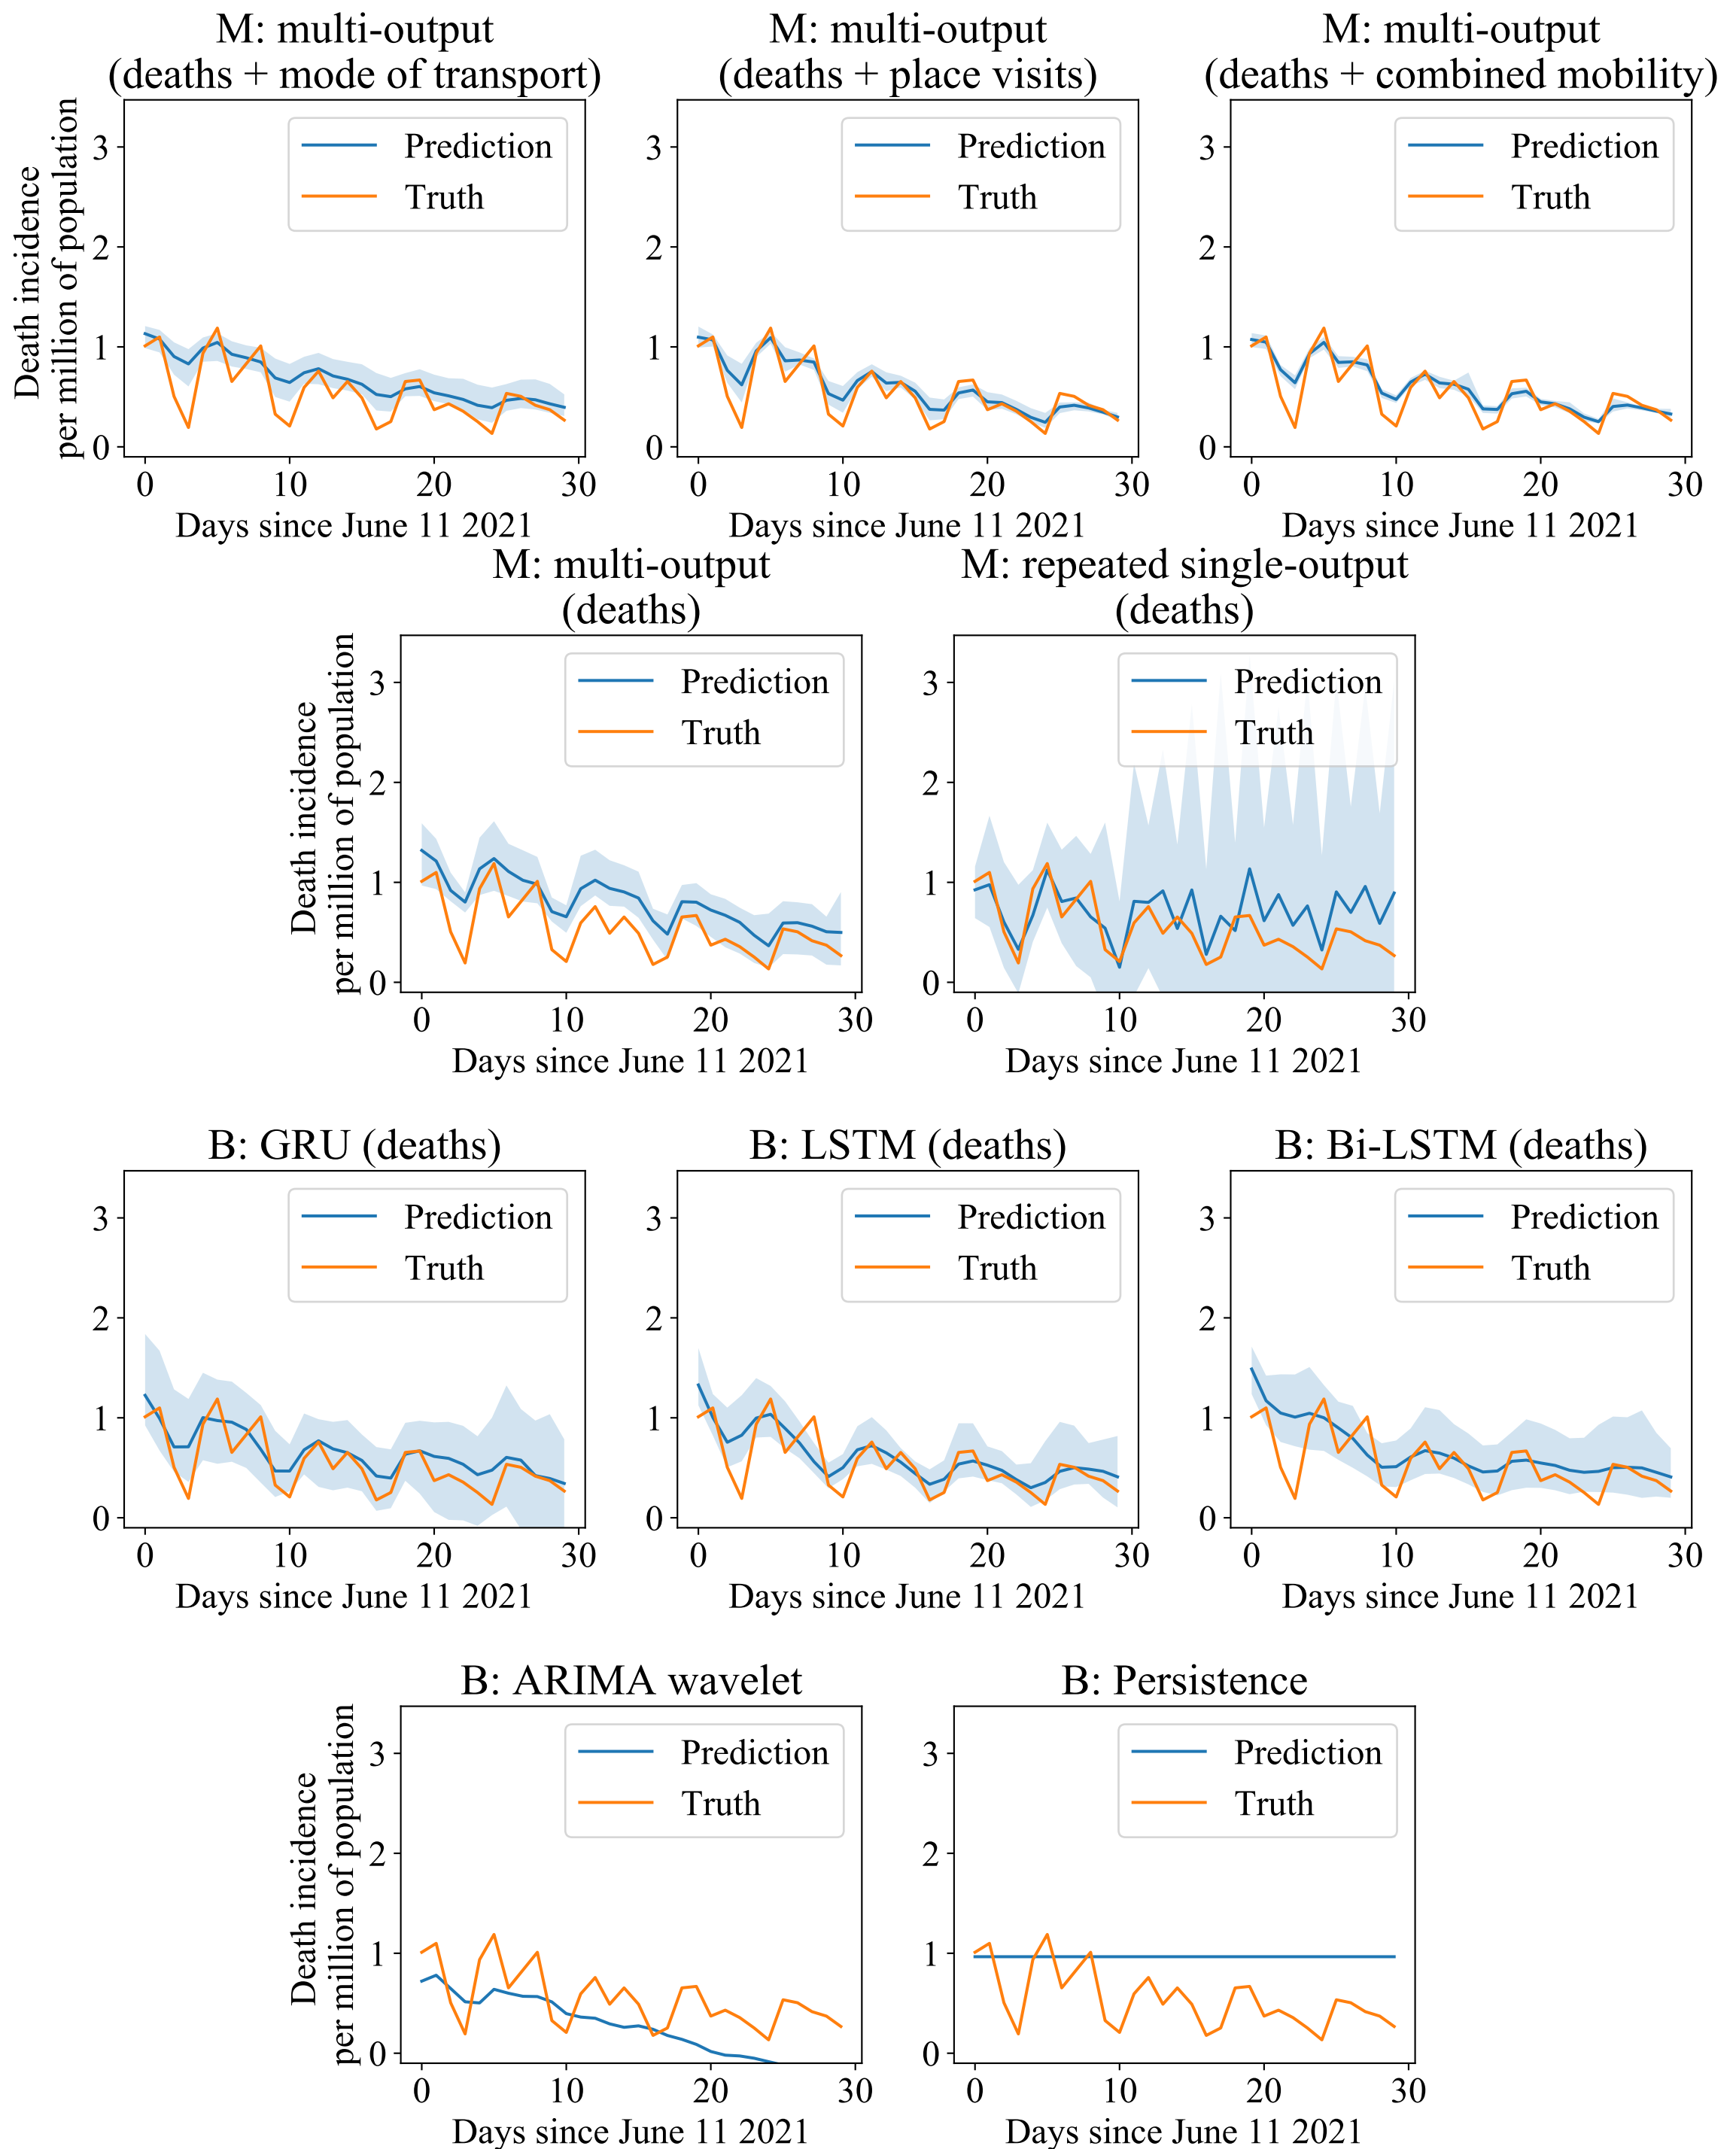 M: multi-output
(deaths + mode of transport)
M: multi-output
(deaths + place visits)
M: multi-output
(deaths + combined mobility)
Death incidence
per million of population
3
2
1
0
Prediction
Truth
0 10 20 30
Days since June 11 2021
3
2
1
0
Prediction
Truth
0 10 20 30
Days since June 11 2021
3
2
1
0
Prediction
Truth
0 10 20 30
Days since June 11 2021
M: multi-output
(deaths)
M: repeated single-output
(deaths)
Death incidence
per million of population
3
2
1
0
Prediction
Truth
0 10 20 30
Days since June 11 2021
3
2
1
0
Prediction
Truth
0 10 20 30
Days since June 11 2021
B: GRU (deaths)
3
2
1
0
Prediction
Truth
0 10 20 30
Days since June 11 2021
B: LSTM (deaths)
3
2
1
0
Prediction
Truth
0 10 20 30
Days since June 11 2021
B: Bi-LSTM (deaths)
3
2
1
0
Prediction
Truth
0 10 20 30
Days since June 11 2021
B: ARIMA wavelet
Death incidence
per million of population
3
2
1
0
Prediction
Truth
0 10 20 30
Days since June 11 2021
B: Persistence
3
2
1
0
Prediction
Truth
0 10 20 30
Days since June 11 2021